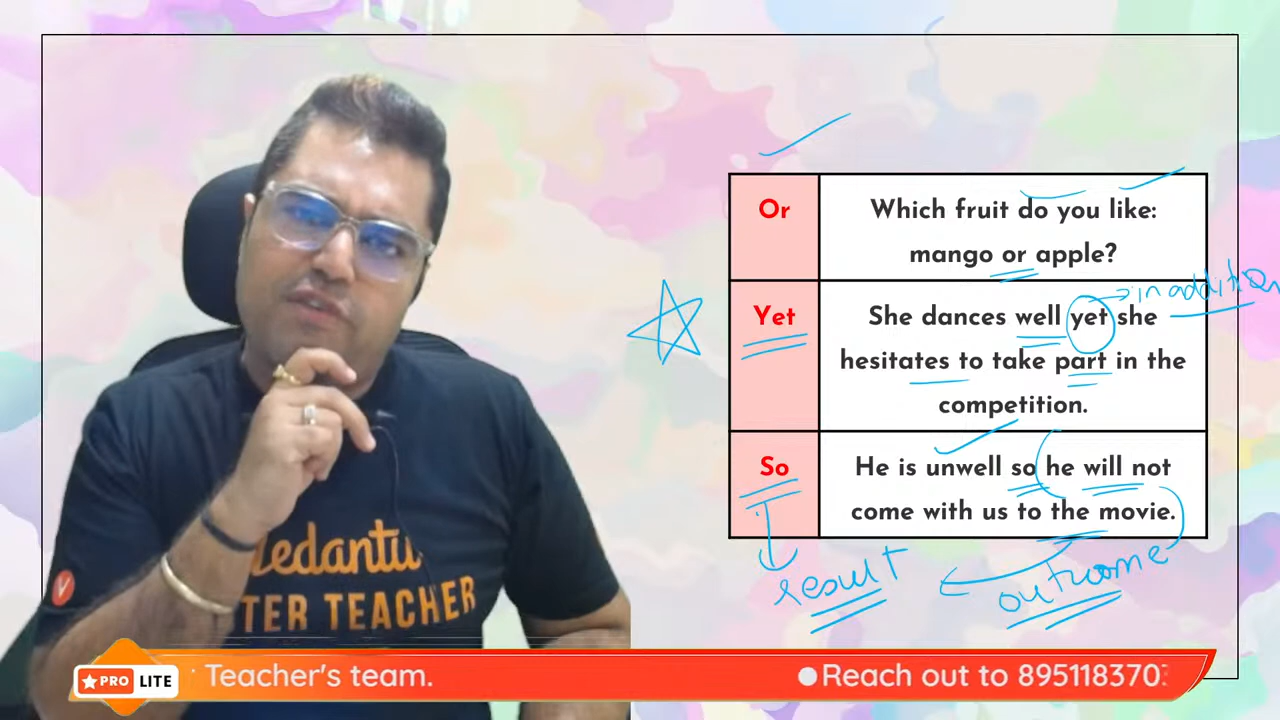 Or
Which fruit do you like:
mango or apple?
in addition
Yet
She dances well yet she
hesitates to take part in the
competition.
So
He is unwell so he will not
come with us to the movie.
result
outcome
TER TEACHER
PRO LITE
Teacher's team.
Reach out to 895118370